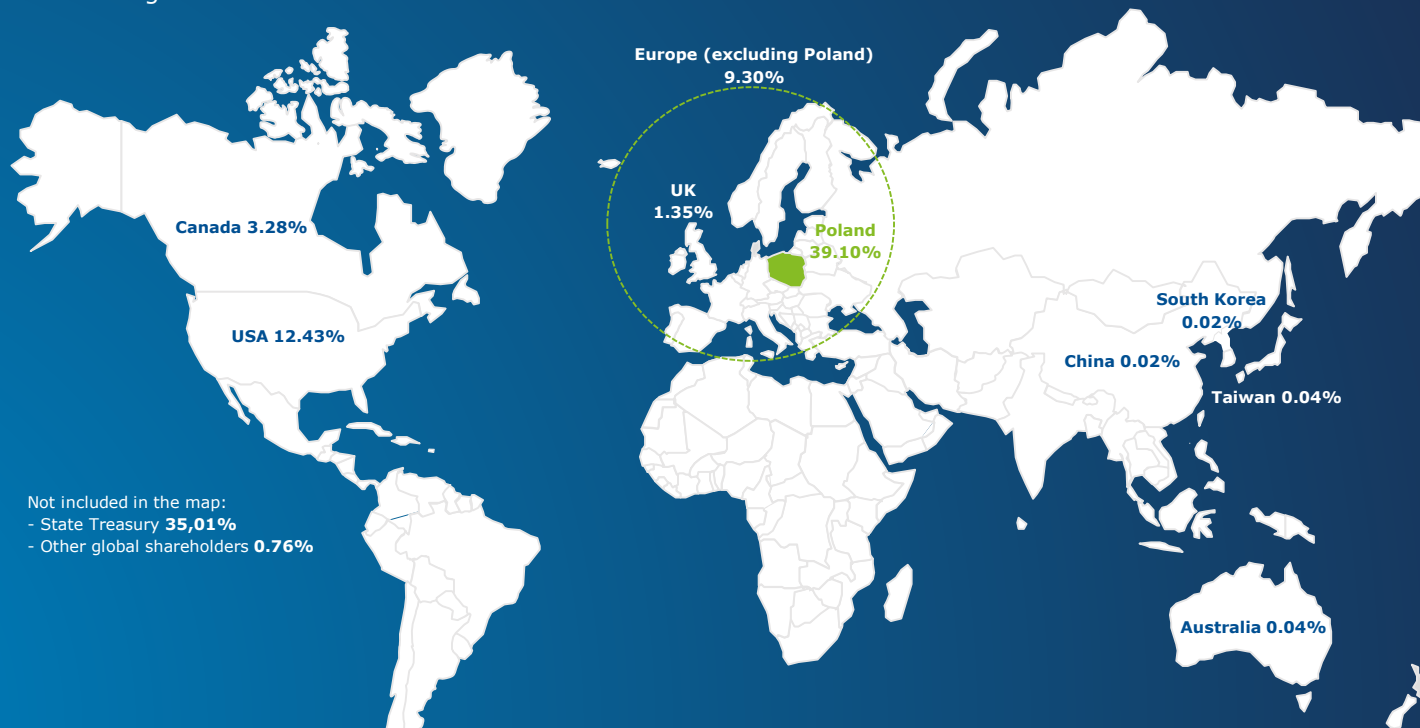 Europe (excluding Poland)
9.30%
UK
1.35%
Poland
39.10%
Canada 3.28%
USA 12.43%
South Korea
0.02%
China 0.02%
Taiwan 0.04%
Not included in the map:
- State Treasury 35,01%
- Other global shareholders 0.76%
Australia 0.04%